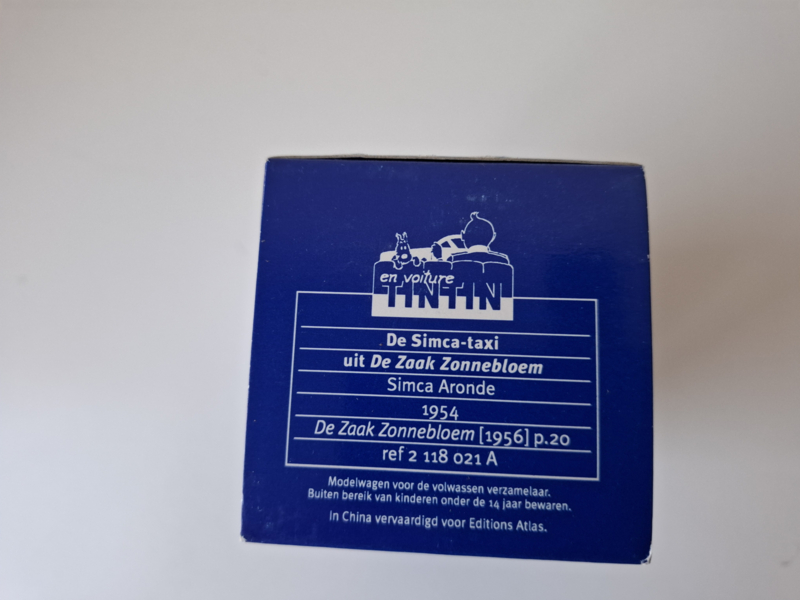 en voiture
TINTIN
De Simca-taxi
uit De Zaak Zonnebloem
Simca Aronde
1954
De Zaak Zonnebloem [1956] p.20
ref 2 118 021 A
Modelwagen voor de volwassen verzamelaar.
Buiten bereik van kinderen onder de 14 jaar bewaren.
In China vervaardigd voor Editions Atlas.